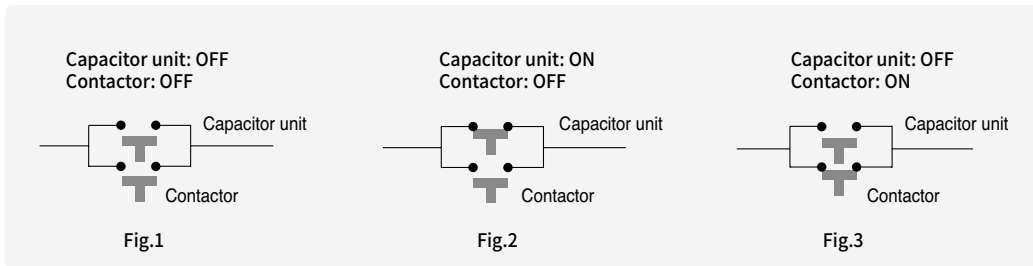 Capacitor unit: OFF
Contactor: OFF
Capacitor unit
Contactor
Fig.1
Capacitor unit: ON
Contactor: OFF
Capacitor unit
Contactor
Fig.2
Capacitor unit: OFF
Contactor: ON
Capacitor unit
Contactor
Fig.3